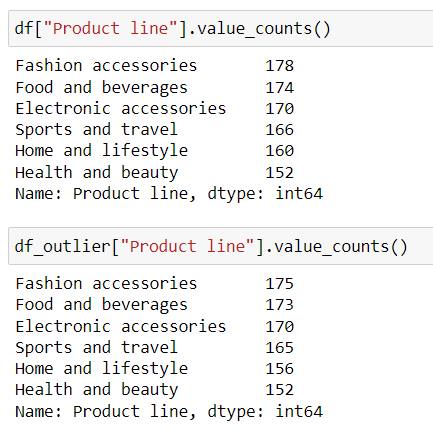 df["Product line"].value_counts()
Fashion accessories       178
Food and beverages        174
Electronic accessories    170
Sports and travel         166
Home and lifestyle        160
Health and beauty         152
Name: Product line, dtype: int64
df_outlier["Product line"].value_counts()
Fashion accessories       175
Food and beverages        173
Electronic accessories    170
Sports and travel         165
Home and lifestyle        156
Health and beauty         152
Name: Product line, dtype: int64